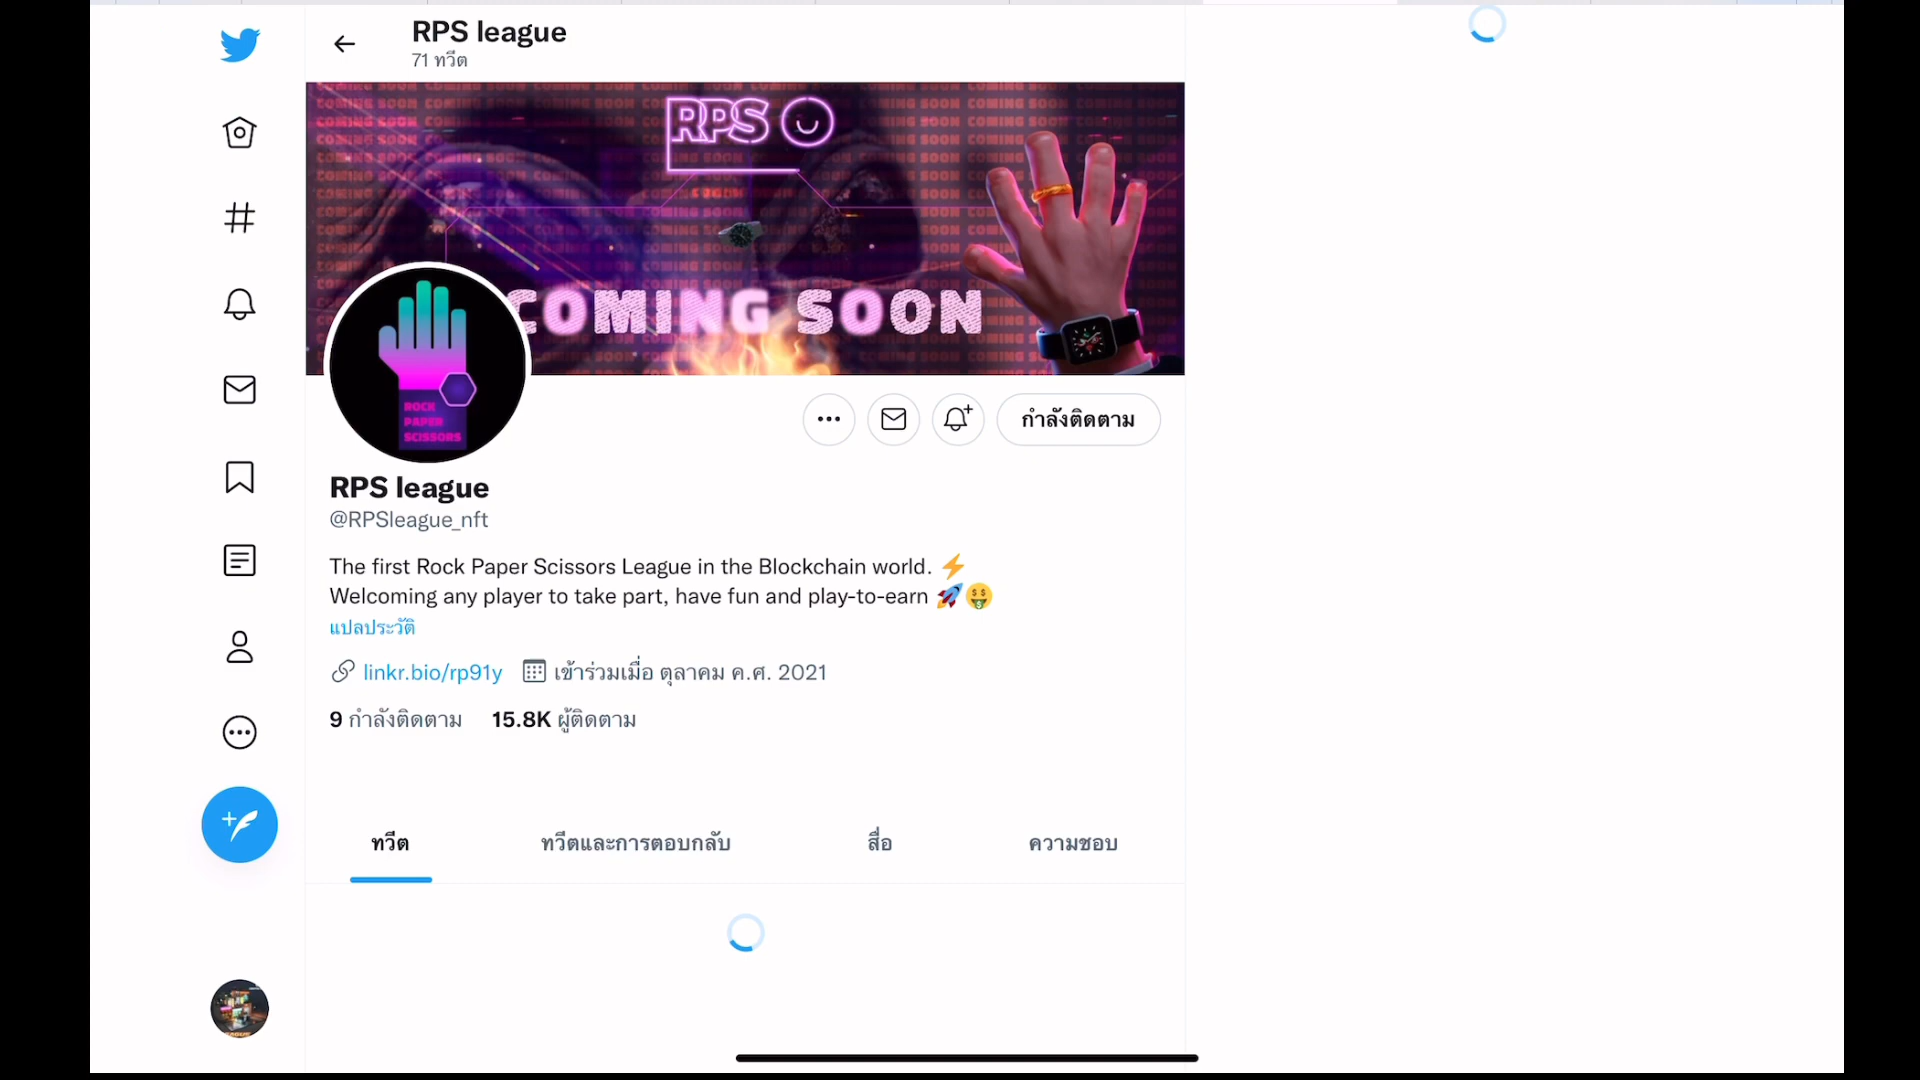 RPS league
71 ทวีต
RPS
COMING SOON
ROCK
PAPER
SCISSORS
กำลังติดตาม
RPS league
@RPSleague_nft
The first Rock Paper Scissors League in the Blockchain world. ⚡
Welcoming any player to take part, have fun and play-to-earn 🚀🤑
แปลประวัติ
linkr.bio/rp91y เข้าร่วมเมื่อ ตุลาคม ค.ศ. 2021
9 กำลังติดตาม 15.8K ผู้ติดตาม
ทวีต ทวีตและการตอบกลับ สื่อ ความชอบ